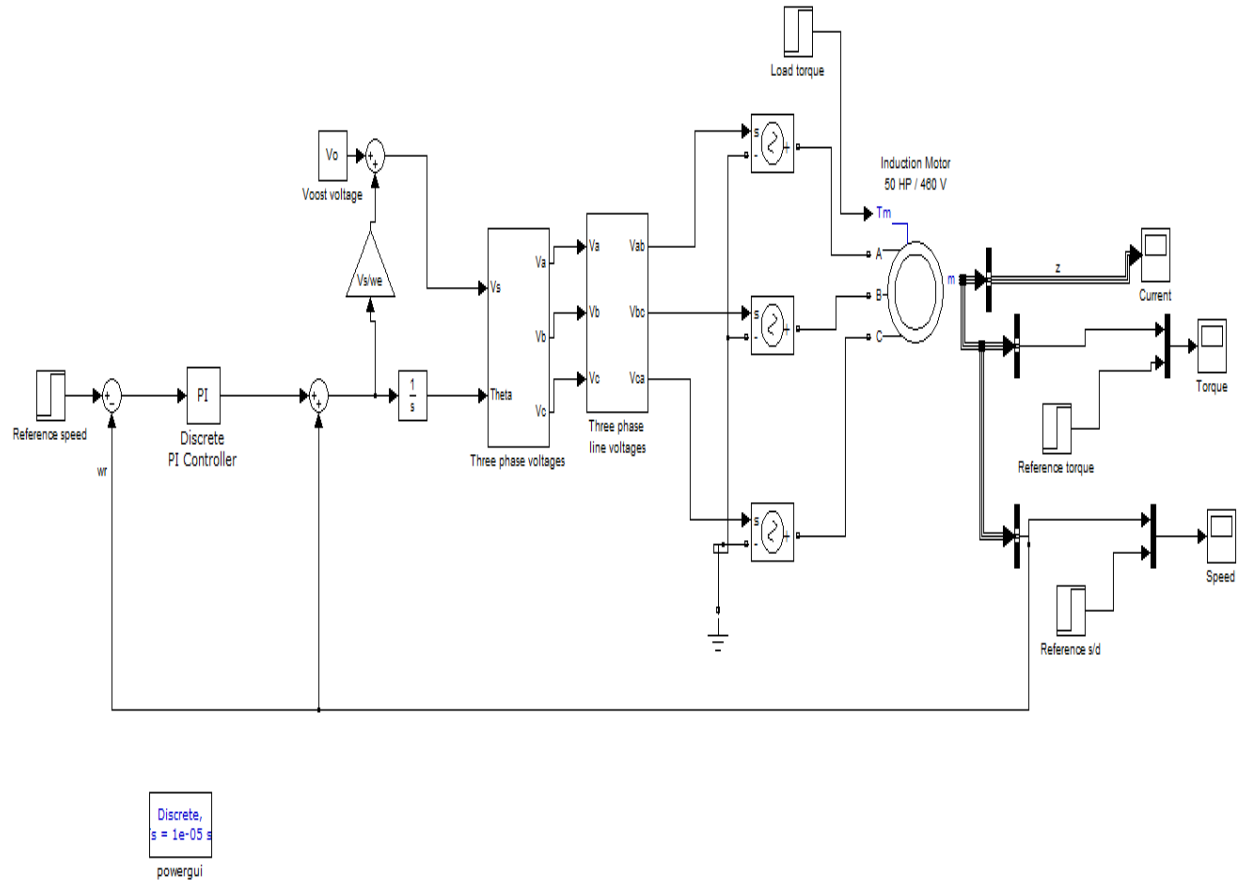 Load torque
Vo
Voost voltage
Vs/we
Reference speed
wr
PI
Discrete
PI Controller
1
s
Vs
Theta
Va
Vb
Vc
Three phase voltages
Va
Vb
Vc
Vab
Vbc
Vca
Three phase
line voltages
s
-
+
s
-
+
s
-
+
Induction Motor
50 HP / 460 V
Tm
A
B
C
m
z
Current
Torque
Reference torque
Speed
Reference s/d
Discrete,
s = 1e-05 s
powergui